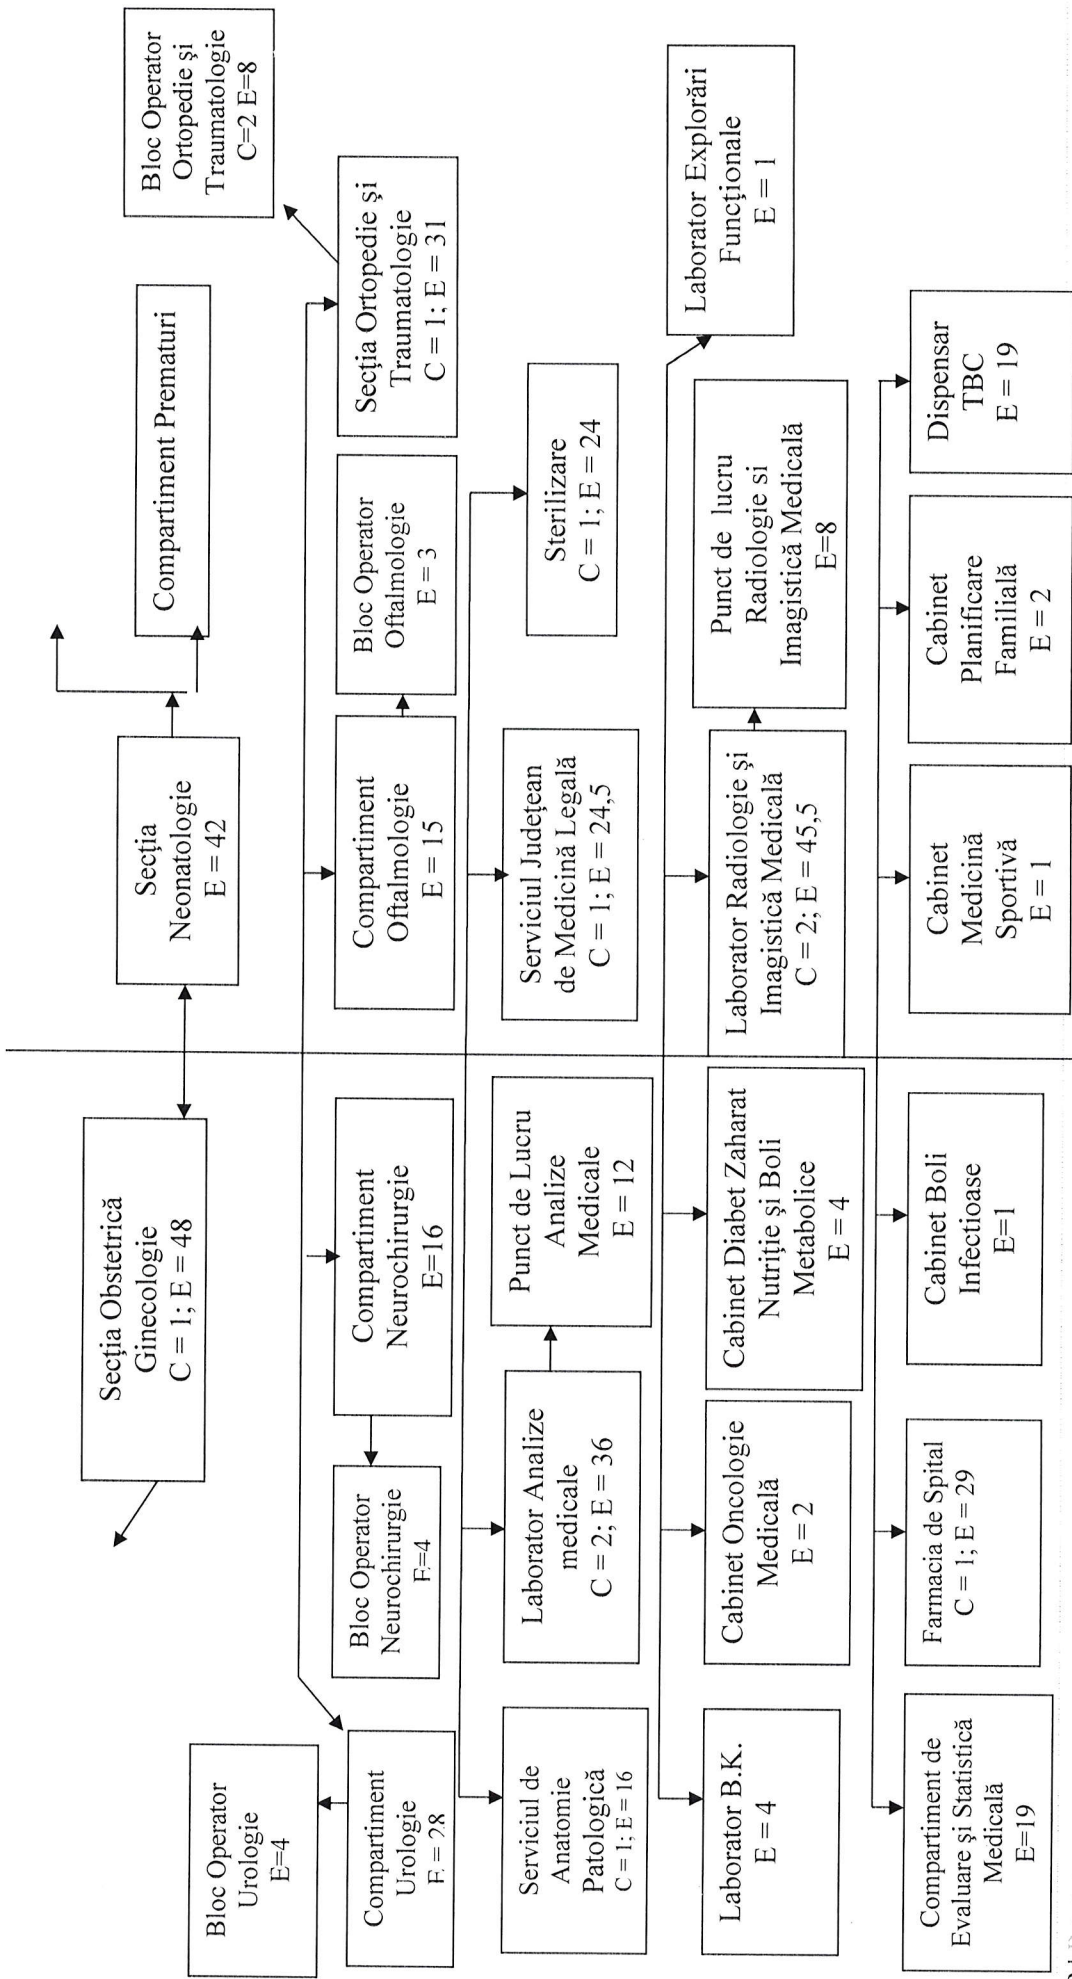 Secția Obstetrică
Ginecologie
C = 1; E = 48
Secția
Neonatologie
E = 42
Compartiment Prematuri
Bloc Operator
Ortopedie și
Traumatologie
C=2 E=8
Bloc Operator
Urologie
E=4
Compartiment
Urologie
E = 28
Bloc Operator
Neurochirurgie
E=4
Compartiment
Neurochirurgie
E=16
Compartiment
Oftalmologie
E = 15
Bloc Operator
Oftalmologie
E = 3
Secția Ortopedie și
Traumatologie
C = 1; E = 31
Serviciul de
Anatomie
Patologică
C = 1; E = 16
Laborator Analize
medicale
C = 2; E = 36
Punct de Lucru
Analize
Medicale
E = 12
Serviciul Județean
de Medicină Legală
C = 1; E = 24,5
Sterilizare
C = 1; E = 24
Laborator B.K.
E = 4
Cabinet Oncologie
Medicală
E = 2
Cabinet Diabet Zaharat
Nutriție și Boli
Metabolice
E = 4
Laborator Radiologie și
Imagistică Medicală
C = 2; E = 45,5
Punct de lucru
Radiologie si
Imagistică Medicală
E=8
Laborator Explorări
Funcționale
E = 1
Compartiment de
Evaluare și Statistică
Medicală
E=19
Farmacia de Spital
C = 1; E = 29
Cabinet Boli
Infectioase
E=1
Cabinet
Medicină
Sportivă
E = 1
Cabinet
Planificare
Familială
E = 2
Dispensar
TBC
E = 19